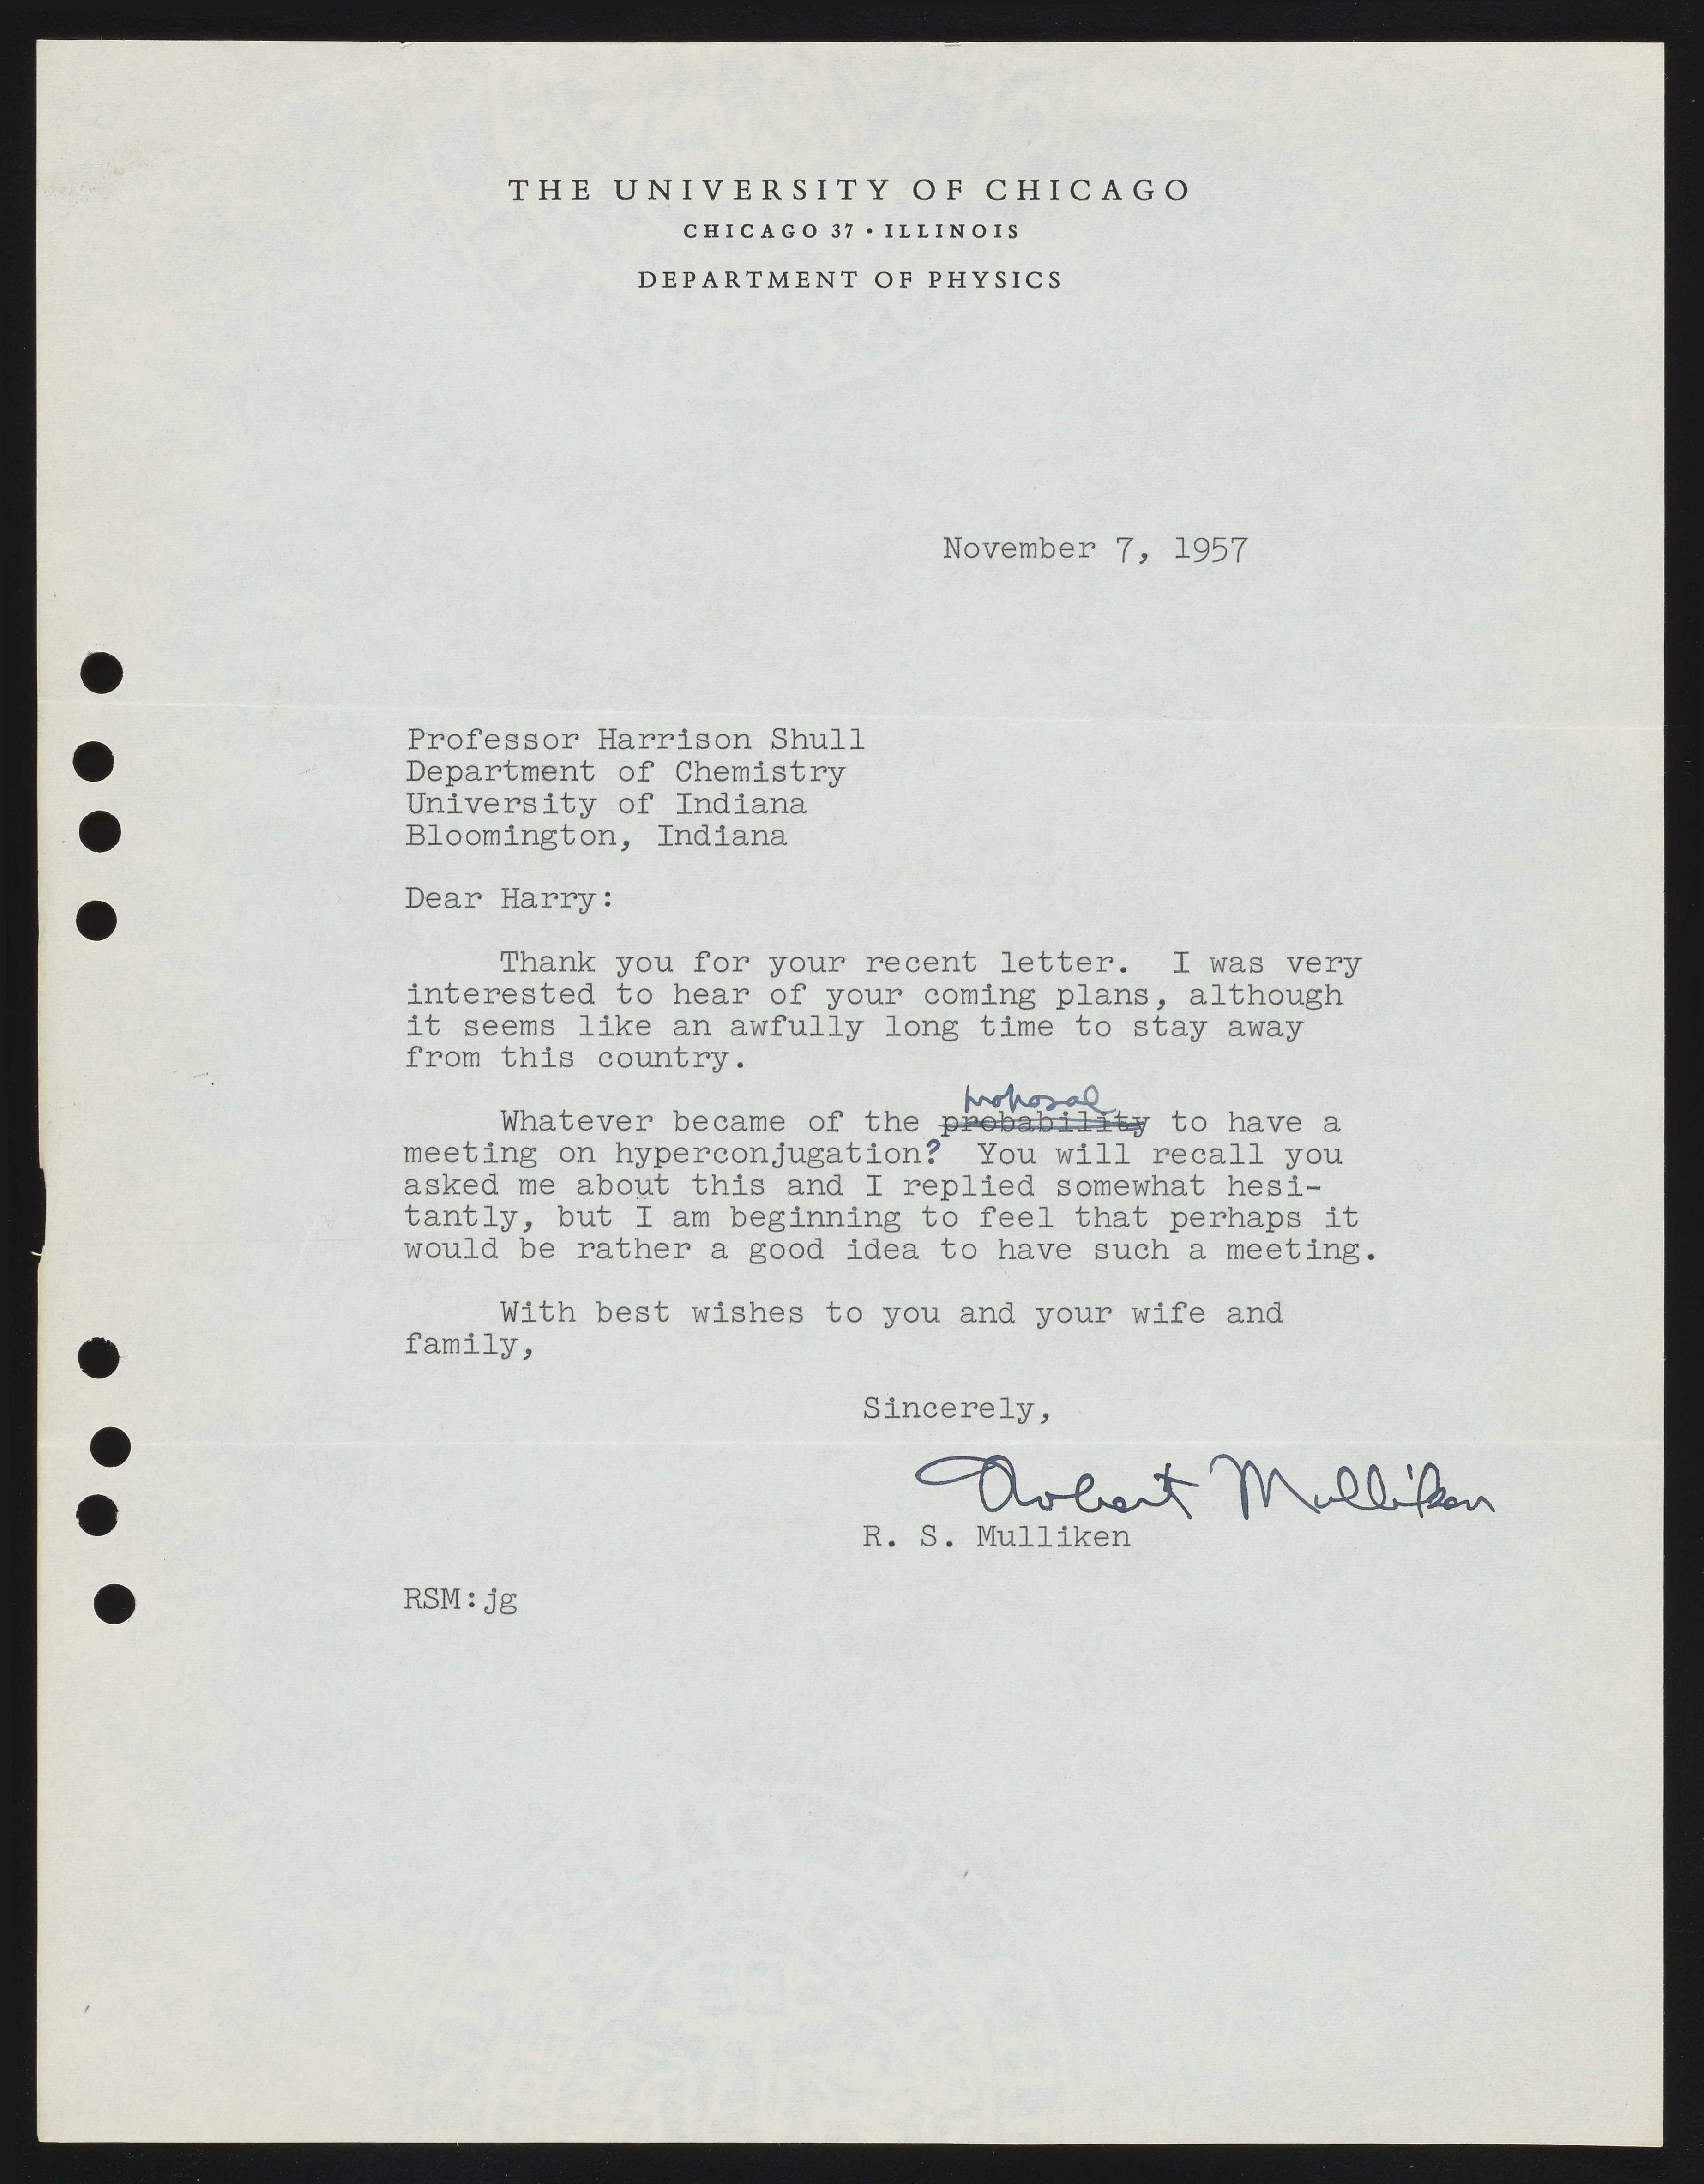 THE UNIVERSITY OF CHICAGO
CHICAGO 37 • ILLINOIS
DEPARTMENT OF PHYSICS
November 7, 1957
Professor Harrison Shull
Department of Chemistry
University of Indiana
Bloomington, Indiana
Dear Harry:
Thank you for your recent letter. I was very
interested to hear of your coming plans, although
it seems like an awfully long time to stay away
from this country.
proposal
Whatever became of the probability to have a
meeting on hyperconjugation? You will recall you
asked me about this and I replied somewhat hesi-
tantly, but I am beginning to feel that perhaps it
would be rather a good idea to have such a meeting.
With best wishes to you and your wife and
family,
Sincerely,
Robert Mulliken
R. S. Mulliken
RSM:jg